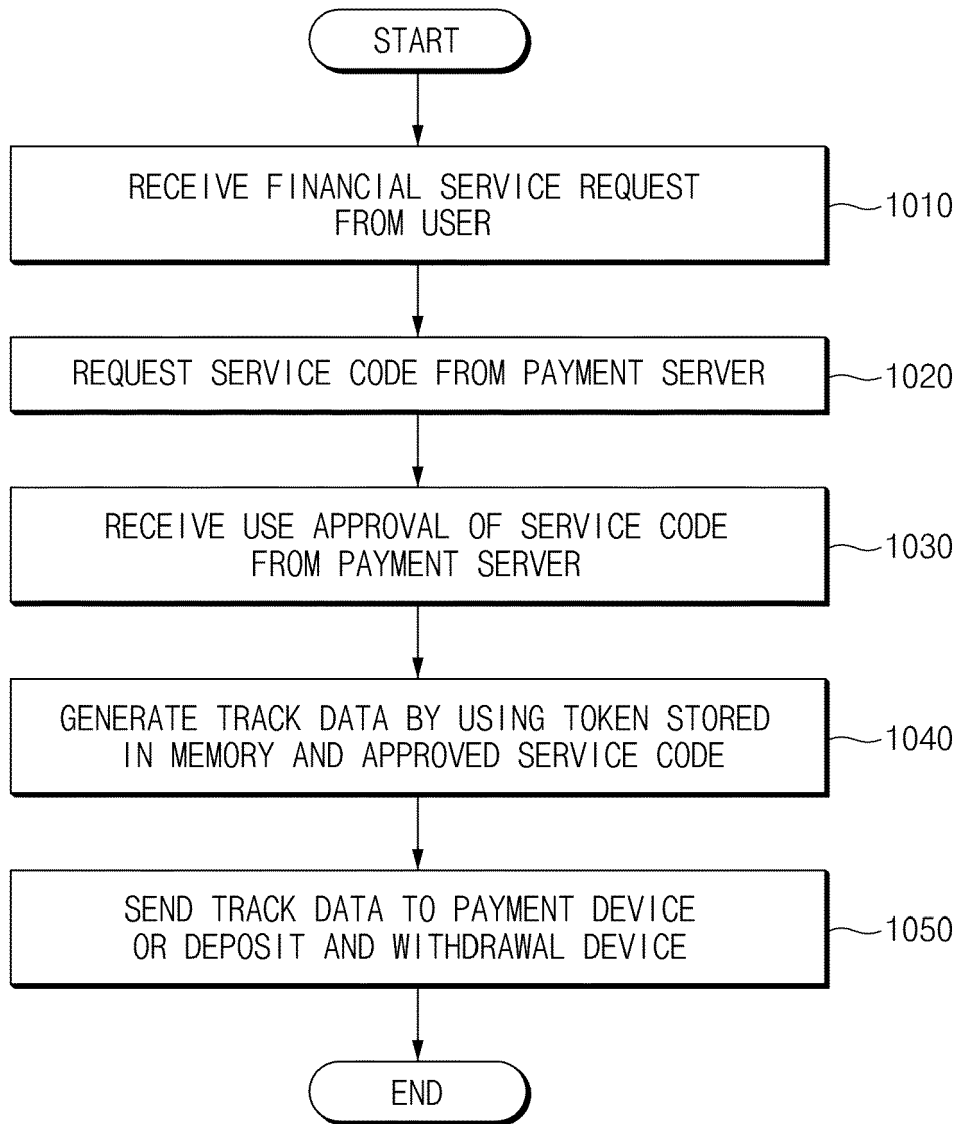 START
RECEIVE FINANCIAL SERVICE REQUEST
FROM USER
1010
REQUEST SERVICE CODE FROM PAYMENT SERVER
1020
RECEIVE USE APPROVAL OF SERVICE CODE
FROM PAYMENT SERVER
1030
GENERATE TRACK DATA BY USING TOKEN STORED
IN MEMORY AND APPROVED SERVICE CODE
1040
SEND TRACK DATA TO PAYMENT DEVICE
OR DEPOSIT AND WITHDRAWAL DEVICE
1050
END